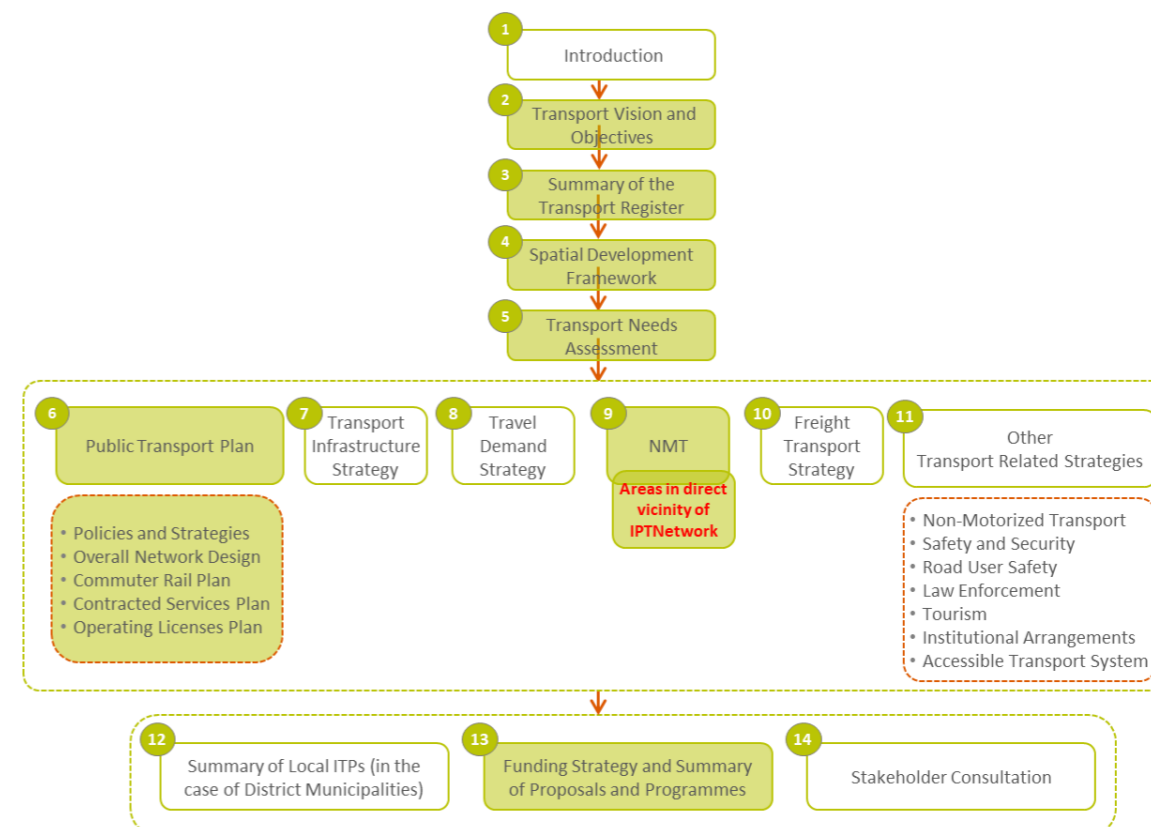 1
Introduction
2
Transport Vision and
Objectives
3
Summary of the
Transport Register
4
Spatial Development
Framework
5
Transport Needs
Assessment
6
Public Transport Plan
• Policies and Strategies
• Overall Network Design
• Commuter Rail Plan
• Contracted Services Plan
• Operating Licenses Plan
7
Transport
Infrastructure
Strategy
8
Travel
Demand
Strategy
9
NMT
Areas in direct
vicinity of
IPTNetwork
10
Freight
Transport
Strategy
11
Other
Transport Related Strategies
• Non-Motorized Transport
• Safety and Security
• Road User Safety
• Law Enforcement
• Tourism
• Institutional Arrangements
• Accessible Transport System
12
Summary of Local ITPs (in the
case of District Municipalities)
13
Funding Strategy and Summary
of Proposals and Programmes
14
Stakeholder Consultation